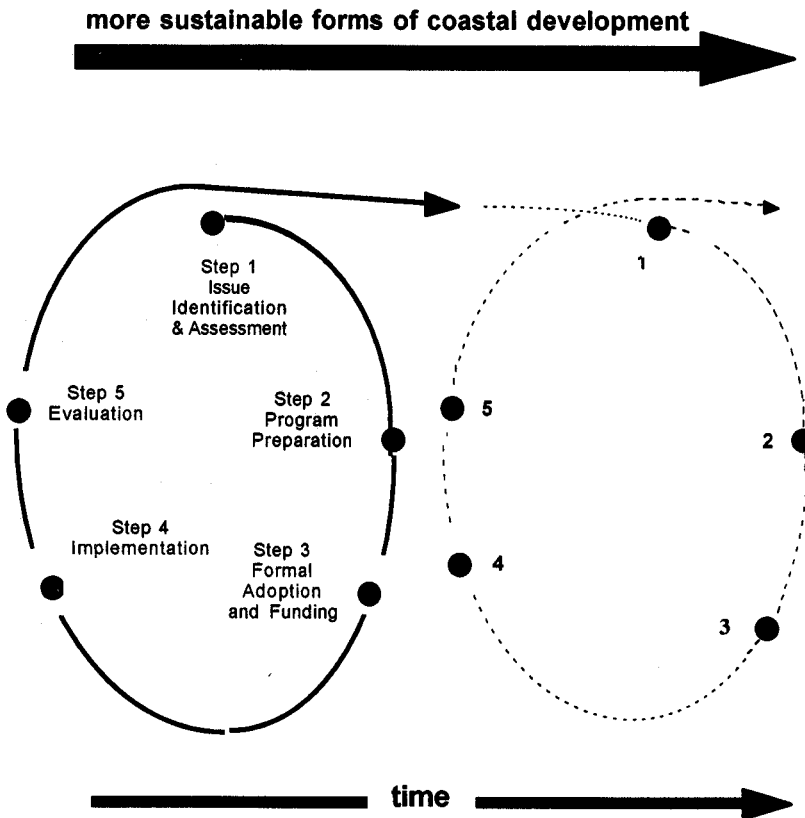 more sustainable forms of coastal development
Step 1
Issue
Identification
& Assessment
Step 2
Program
Preparation
Step 3
Formal
Adoption
and Funding
Step 4
Implementation
Step 5
Evaluation
1
2
3
4
5
time